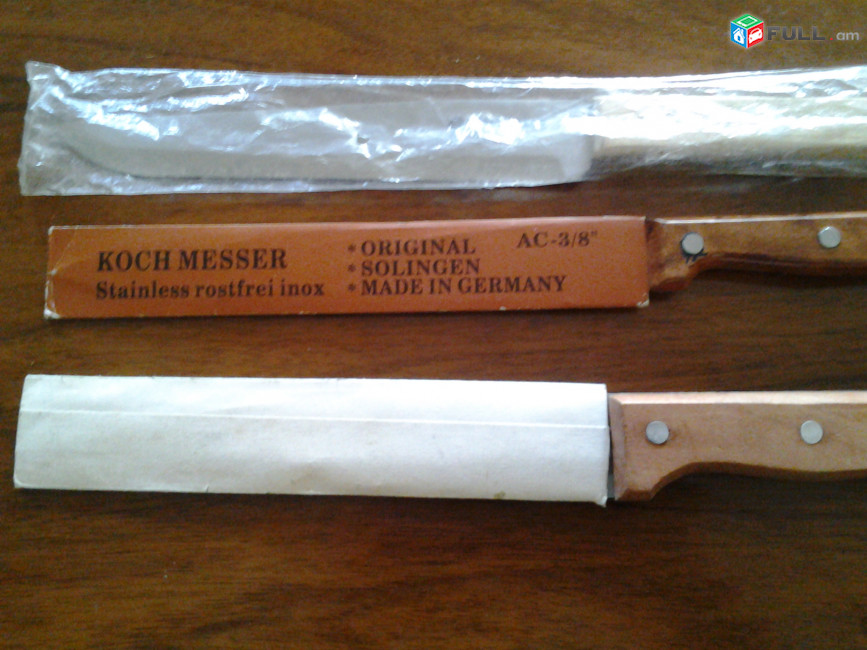 FULL am
KOCH MESSER
Stainless rostfrei inox
* ORIGINAL
* SOLINGEN
* MADE IN GERMANY
AC-3/8"